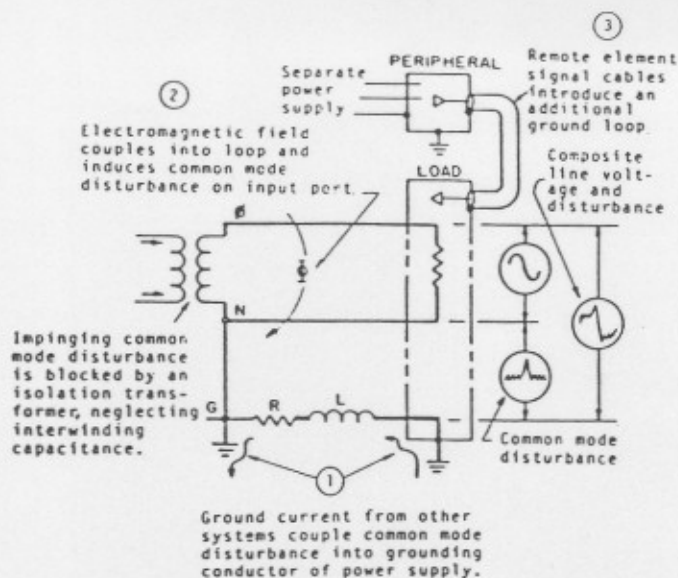 3
PERIPHERAL
Separate
power
supply
Remote element
signal cables
introduce an
additional
ground loop
2
Electromagnetic field
couples into loop and
induces common mode
disturbance on input port.
LOAD
Composite
line volt-
age and
disturbance
Ø
Φ
N
Impinging common
mode disturbance
is blocked by an
isolation trans-
former, neglecting
interwinding
capacitance.
G
R
L
Common mode
disturbance
1
Ground current from other
systems couple common mode
disturbance into grounding
conductor of power supply.